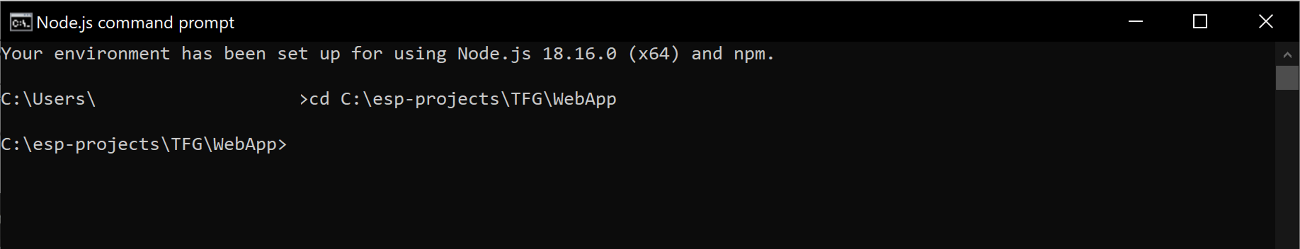 Node.js command prompt
Your environment has been set up for using Node.js 18.16.0 (x64) and npm.
C:\Users\                  >cd C:\esp-projects\TFG\WebApp
C:\esp-projects\TFG\WebApp>